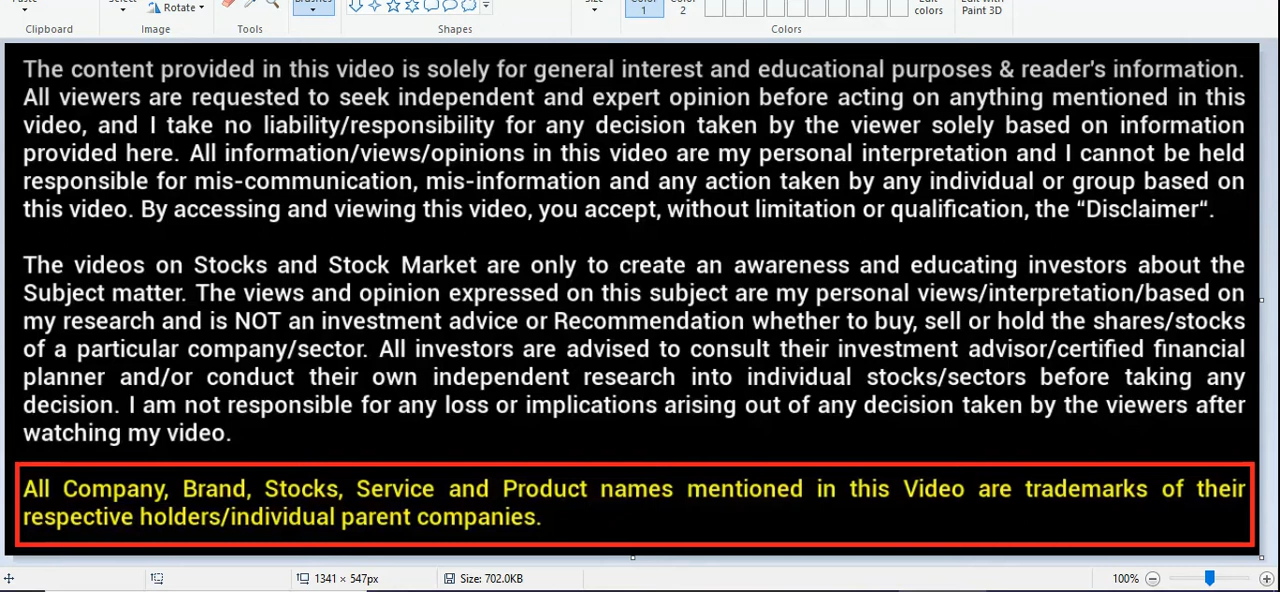 Rotate
Color
1
Color
2
Edit
colors
Edit with
Paint 3D
Clipboard
Image
Tools
Shapes
Colors
The content provided in this video is solely for general interest and educational purposes & reader's information.
All viewers are requested to seek independent and expert opinion before acting on anything mentioned in this
video, and I take no liability/responsibility for any decision taken by the viewer solely based on information
provided here. All information/views/opinions in this video are my personal interpretation and I cannot be held
responsible for mis-communication, mis-information and any action taken by any individual or group based on
this video. By accessing and viewing this video, you accept, without limitation or qualification, the “Disclaimer“.
The videos on Stocks and Stock Market are only to create an awareness and educating investors about the
Subject matter. The views and opinion expressed on this subject are my personal views/interpretation/based on
my research and is NOT an investment advice or Recommendation whether to buy, sell or hold the shares/stocks
of a particular company/sector. All investors are advised to consult their investment advisor/certified financial
planner and/or conduct their own independent research into individual stocks/sectors before taking any
decision. I am not responsible for any loss or implications arising out of any decision taken by the viewers after
watching my video.
All Company, Brand, Stocks, Service and Product names mentioned in this Video are trademarks of their
respective holders/individual parent companies.
1341 × 547px
Size: 702.0KB
100%